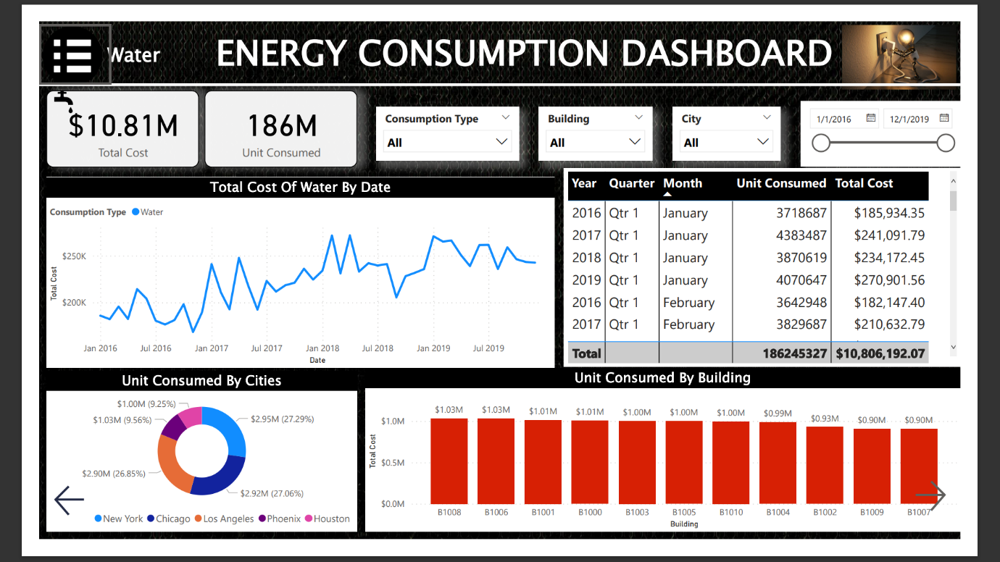 Water
ENERGY CONSUMPTION DASHBOARD
$10.81M
Total Cost
186M
Unit Consumed
Consumption Type
All
Building
All
City
All
1/1/2016
12/1/2019
Total Cost Of Water By Date
Consumption Type Water
$250K
$200K
Total Cost
Jan 2016 Jul 2016 Jan 2017 Jul 2017 Jan 2018 Jul 2018 Jan 2019 Jul 2019
Date
Year Quarter Month Unit Consumed Total Cost
2016 Qtr 1 January 3718687 $185,934.35
2017 Qtr 1 January 4383487 $241,091.79
2018 Qtr 1 January 3870619 $234,172.45
2019 Qtr 1 January 4070647 $270,901.56
2016 Qtr 1 February 3642948 $182,147.40
2017 Qtr 1 February 3829687 $210,632.79
Total 186245327 $10,806,192.07
Unit Consumed By Cities
$1.00M (9.25%)
$1.03M (9.56%)
$2.95M (27.29%)
$2.90M (26.85%)
$2.92M (27.06%)
New York Chicago Los Angeles Phoenix Houston
Unit Consumed By Building
$1.03M $1.03M $1.01M $1.01M $1.00M $1.00M $1.00M $0.99M $0.93M $0.90M $0.90M
$1.0M
$0.5M
$0.0M
Total Cost
B1008 B1006 B1001 B1000 B1003 B1005 B1010 B1004 B1002 B1009 B1007
Building